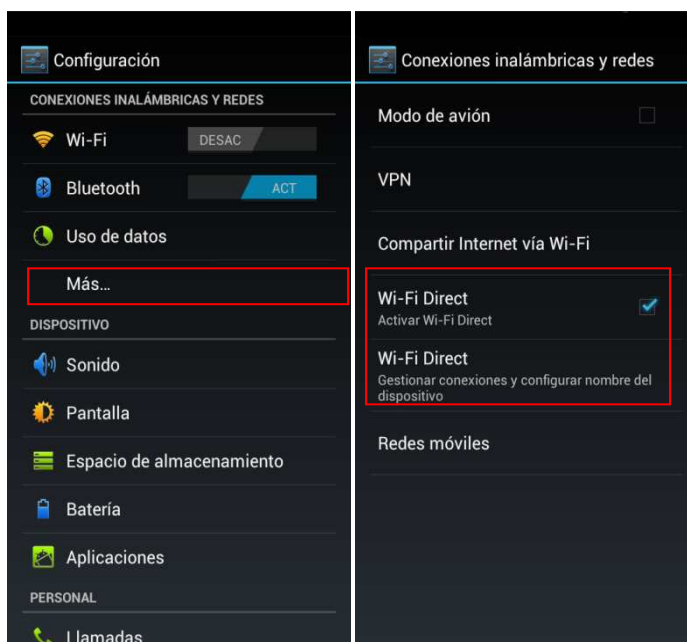 Configuración
CONEXIONES INALÁMBRICAS Y REDES
Wi-Fi
DESAC
Bluetooth
ACT
Uso de datos
Más...
DISPOSITIVO
Sonido
Pantalla
Espacio de almacenamiento
Batería
Aplicaciones
PERSONAL
Llamadas
Conexiones inalámbricas y redes
Modo de avión
VPN
Compartir Internet vía Wi-Fi
Wi-Fi Direct
Activar Wi-Fi Direct
Wi-Fi Direct
Gestionar conexiones y configurar nombre del
dispositivo
Redes móviles